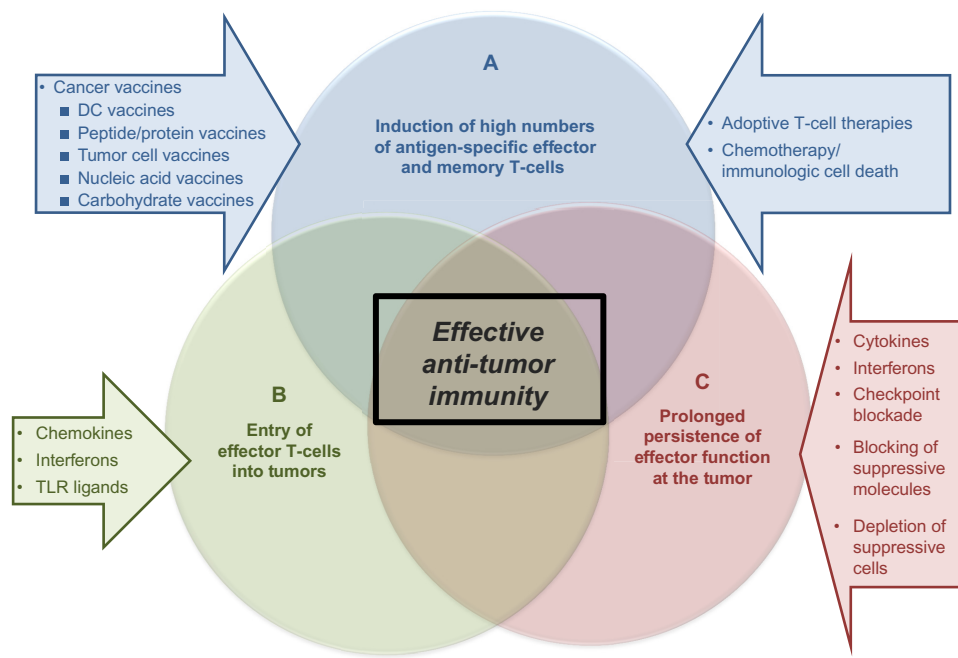 A
Induction of high numbers
of antigen-specific effector
and memory T-cells
• Cancer vaccines
■ DC vaccines
■ Peptide/protein vaccines
■ Tumor cell vaccines
■ Nucleic acid vaccines
■ Carbohydrate vaccines
• Adoptive T-cell therapies
• Chemotherapy/
immunologic cell death
Effective
anti-tumor
immunity
B
Entry of
effector T-cells
into tumors
• Chemokines
• Interferons
• TLR ligands
C
Prolonged
persistence of
effector function
at the tumor
• Cytokines
• Interferons
• Checkpoint
blockade
• Blocking of
suppressive
molecules
• Depletion of
suppressive
cells